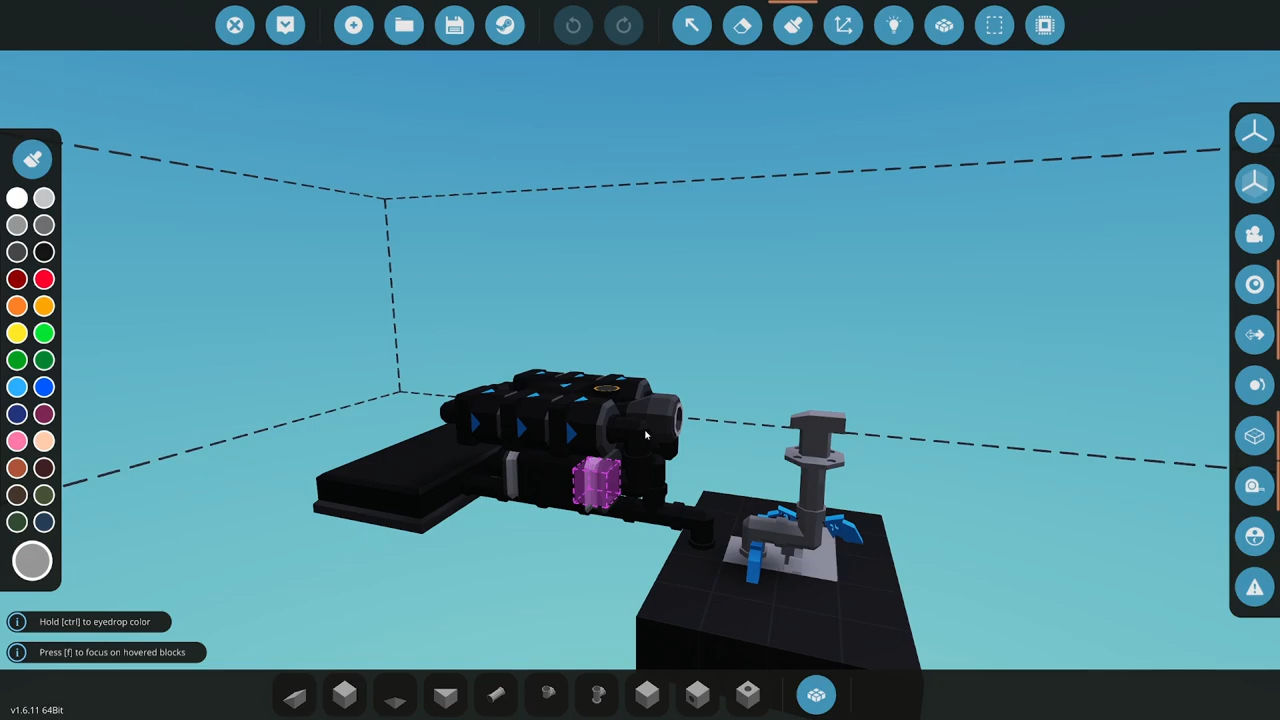 Hold [ctrl] to eyedrop color
Press [f] to focus on hovered blocks
v1.6.11 64Bit